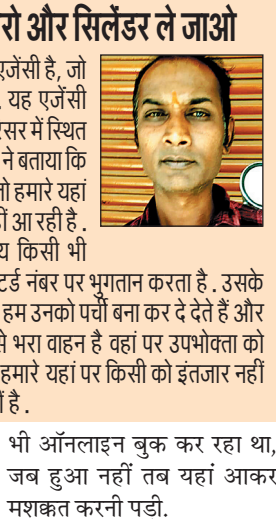 रो और सिलेंडर ले जाओ
एजेंसी है, जो
यह एजेंसी
रसर में स्थित
ने बताया कि
तो हमारे यहां
हीं आ रही है.
य किसी भी
टर्ड नंबर पर भुगतान करता है. उसके
हम उनको पर्ची बना कर दे देते हैं और
से भरा वाहन है वहां पर उपभोक्ता को
हमारे यहां पर किसी को इंतजार नहीं
है.
भी ऑनलाइन बुक कर रहा था,
जब हुआ नहीं तब यहां आकर
मशक्कत करनी पडी.